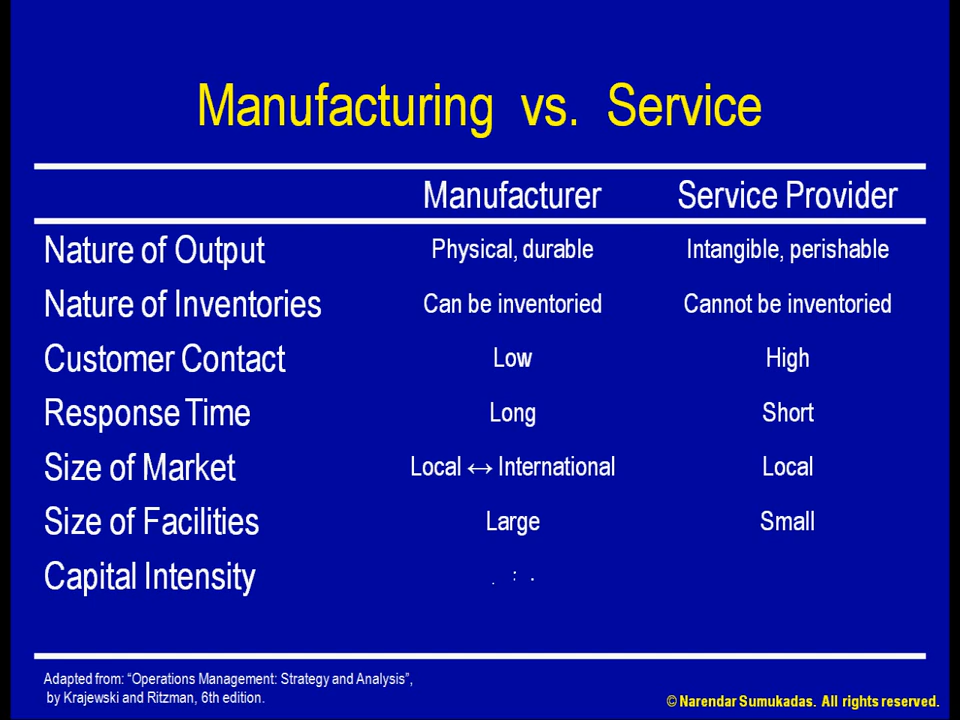 Manufacturing vs. Service
Manufacturer Service Provider
Nature of Output Physical, durable Intangible, perishable
Nature of Inventories Can be inventoried Cannot be inventoried
Customer Contact Low High
Response Time Long Short
Size of Market Local ↔ International Local
Size of Facilities Large Small
Capital Intensity
Adapted from: “Operations Management: Strategy and Analysis”,
by Krajewski and Ritzman, 6th edition.
© Narendar Sumukadas. All rights reserved.